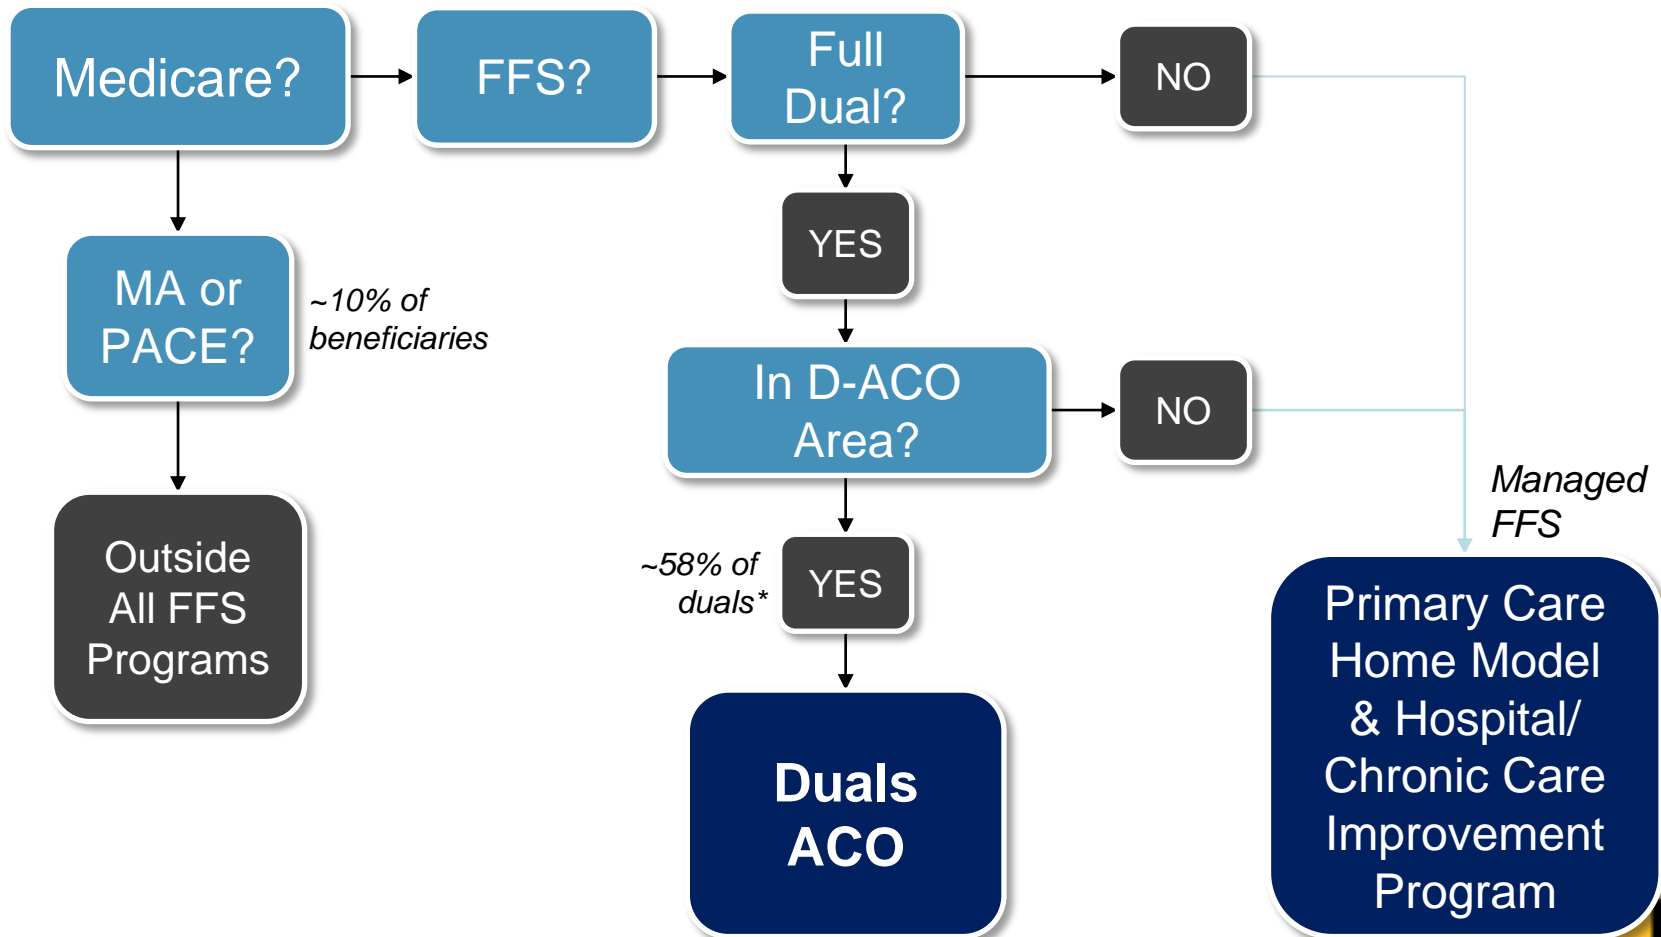 Medicare?
FFS?
Full
Dual?
NO
YES
MA or
PACE?
~10% of
beneficiaries
In D-ACO
Area?
NO
Managed
FFS
Outside
All FFS
Programs
~58% of
duals*
YES
Duals
ACO
Primary Care
Home Model
& Hospital/
Chronic Care
Improvement
Program